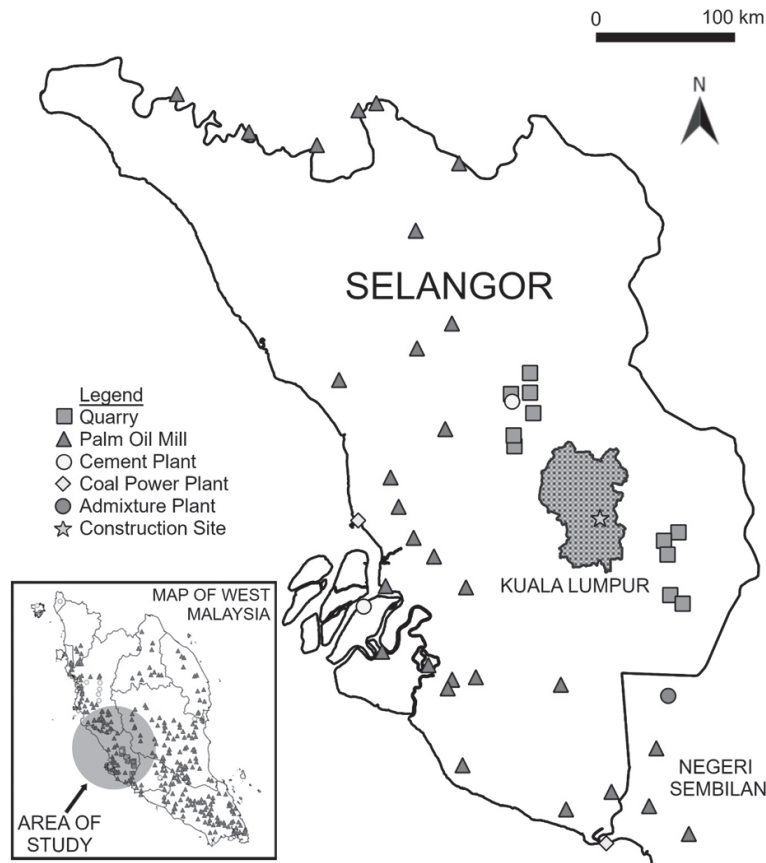 0 100 km
N
SELANGOR
Legend
Quarry
Palm Oil Mill
Cement Plant
Coal Power Plant
Admixture Plant
Construction Site
KUALA LUMPUR
MAP OF WEST
MALAYSIA
AREA OF
STUDY
NEGERI
SEMBILAN